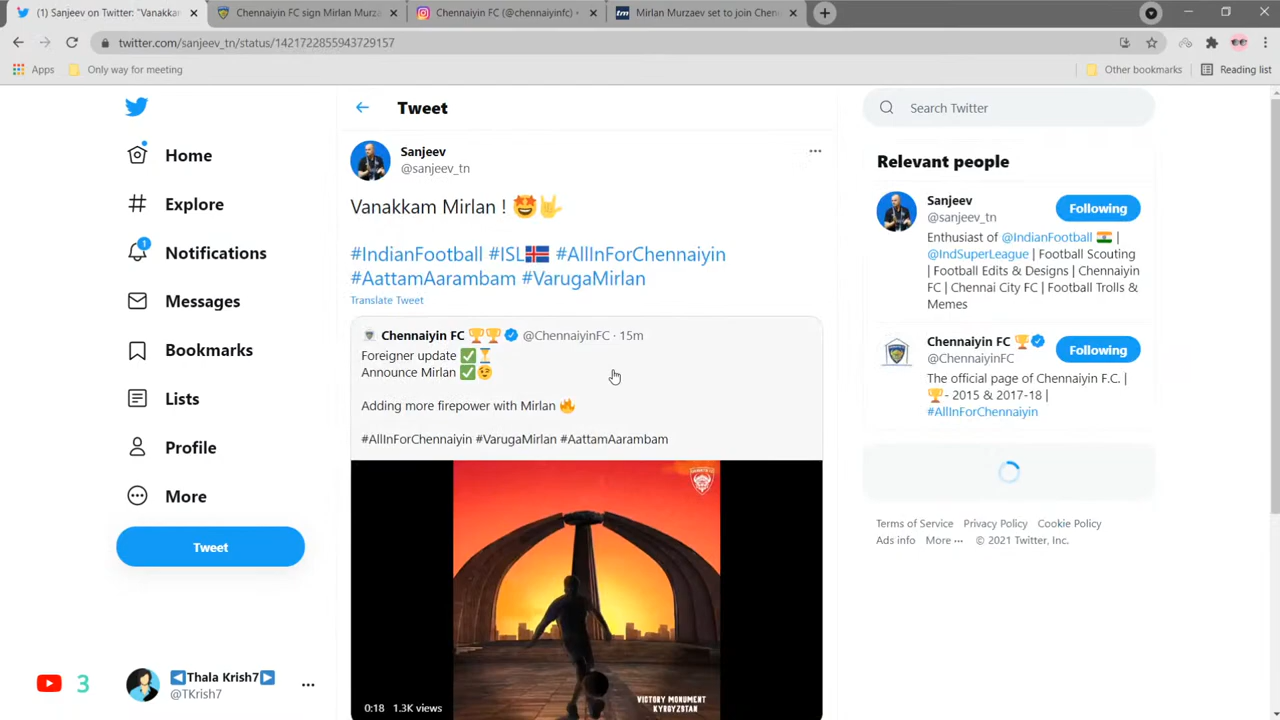 (1) Sanjeev on Twitter: "Vanakkar
Chennaiyin FC sign Mirlan Murza
Chennaiyin FC (@chennaiyinfc) •
tm Mirlan Murzaev set to join Chen
twitter.com/sanjeev_tn/status/1421722855943729157
Apps
Only way for meeting
Other bookmarks
Reading list
Home
Explore
1
Notifications
Messages
Bookmarks
Lists
Profile
More
Tweet
YouTube 3
◀Thala Krish7▶
@TKrish7
Tweet
Sanjeev
@sanjeev_tn
Vanakkam Mirlan ! 🤩🤟
#IndianFootball #ISL🇮🇸 #AllInForChennaiyin
#AattamAarambam #VarugaMirlan
Translate Tweet
Chennaiyin FC 🏆🏆 @ChennaiyinFC · 15m
Foreigner update ✅⏳
Announce Mirlan ✅😉
Adding more firepower with Mirlan 🔥
#AllInForChennaiyin #VarugaMirlan #AattamAarambam
VICTORY MONUMENT
KYRGYZSTAN
0:18 1.3K views
Search Twitter
Relevant people
Sanjeev
@sanjeev_tn
Following
Enthusiast of @IndianFootball 🇮🇳 |
@IndSuperLeague | Football Scouting
| Football Edits & Designs | Chennaiyin
FC | Chennai City FC | Football Trolls &
Memes
Chennaiyin FC 🏆
@ChennaiyinFC
Following
The official page of Chennaiyin F.C. |
🏆- 2015 & 2017-18 |
#AllInForChennaiyin
Terms of Service Privacy Policy Cookie Policy
Ads info More ··· © 2021 Twitter, Inc.